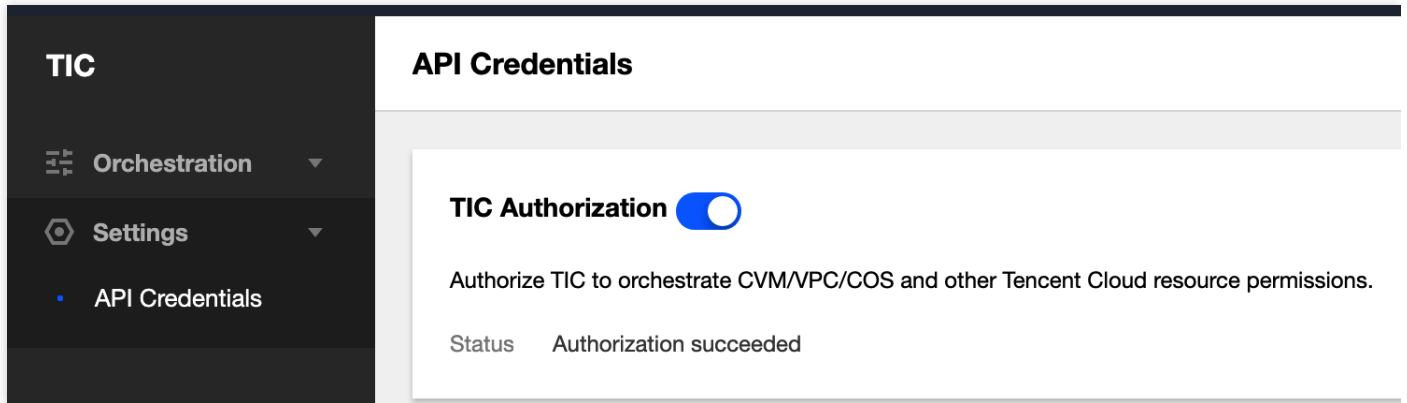 TIC
Orchestration
Settings
API Credentials
API Credentials
TIC Authorization
Authorize TIC to orchestrate CVM/VPC/COS and other Tencent Cloud resource permissions.
Status Authorization succeeded